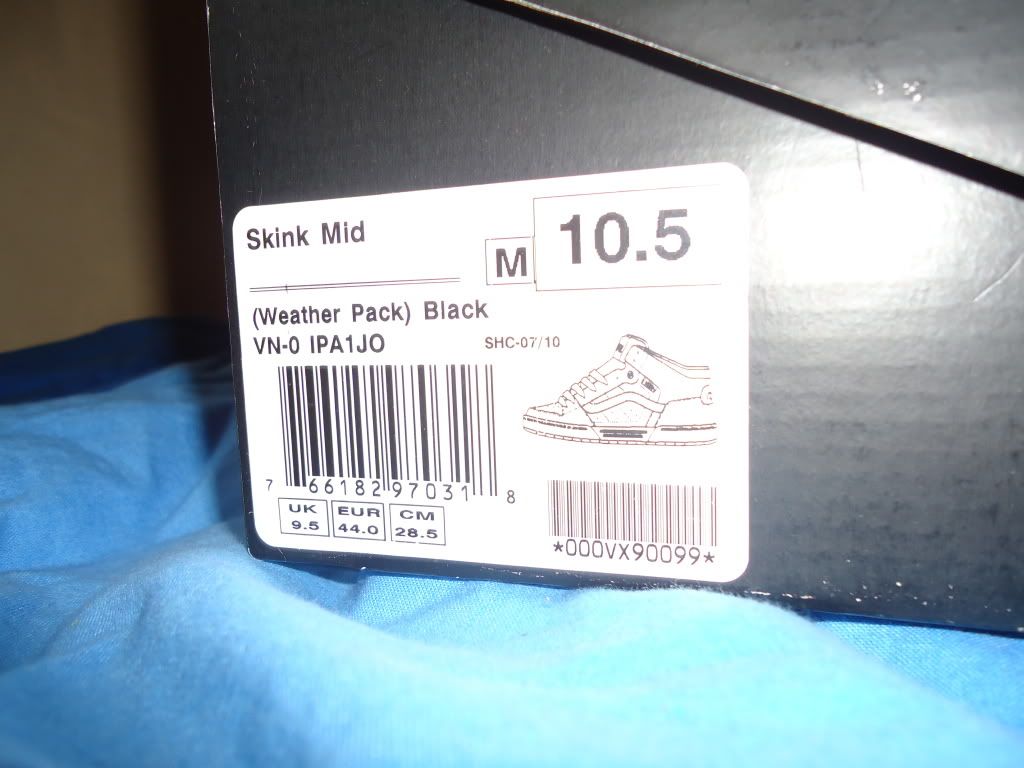 Skink Mid
M 10.5
(Weather Pack) Black
VN-0 IPA1JO
SHC-07/10
7 66182 97031 8
UK EUR CM
9.5 44.0 28.5
*000VX90099*